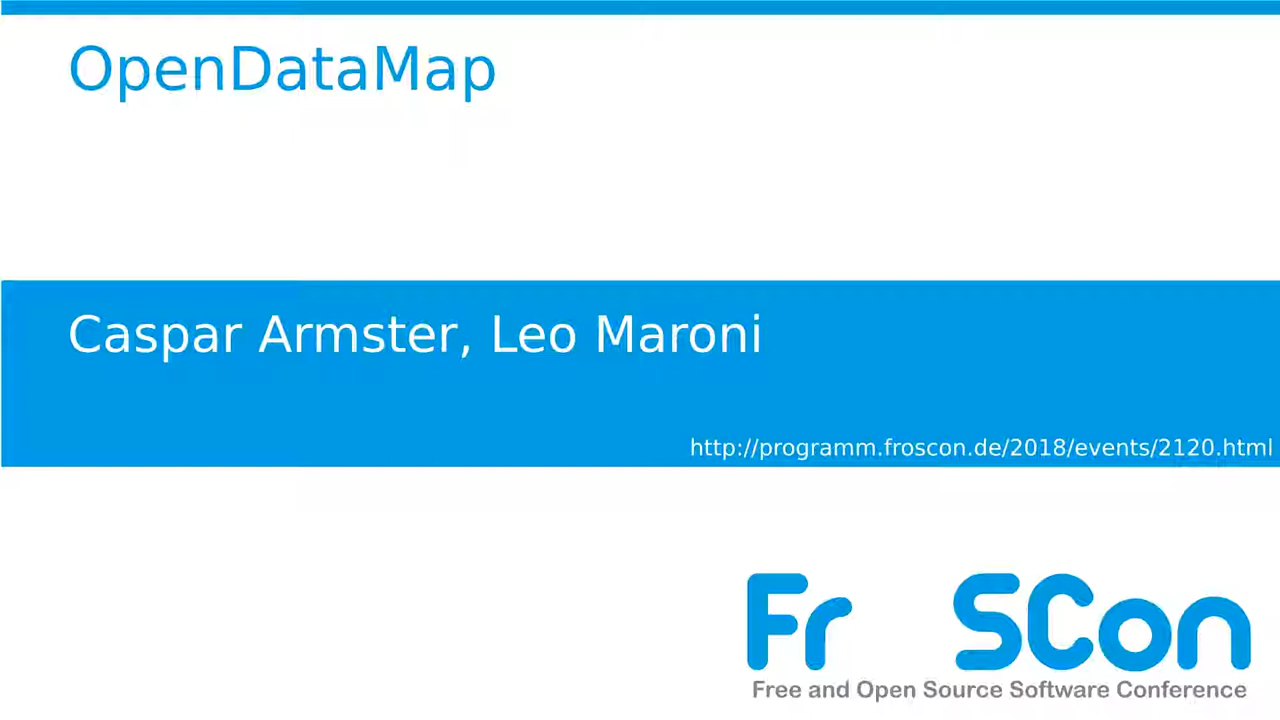 OpenDataMap
Caspar Armster, Leo Maroni
http://programm.froscon.de/2018/events/2120.html
Fr SCon
Free and Open Source Software Conference